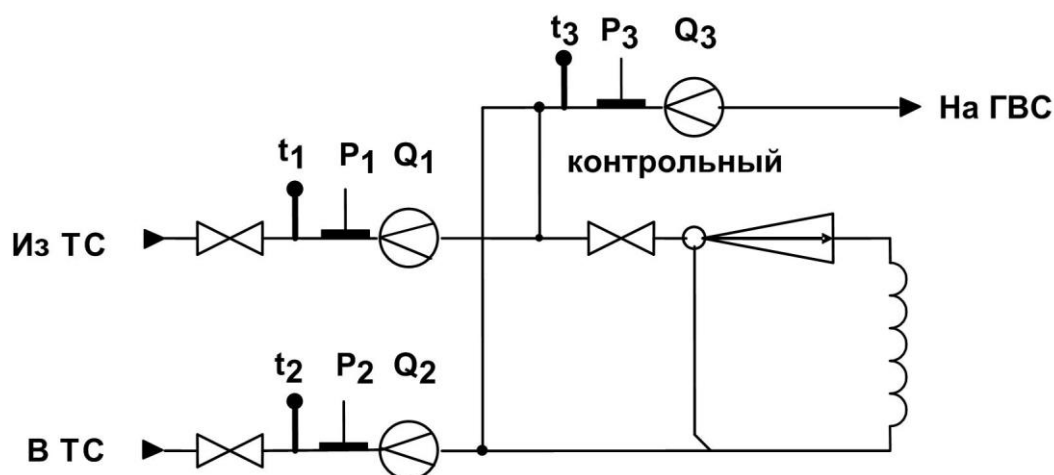 t3 P3 Q3
На ГВС
контрольный
t1 P1 Q1
Из ТС
t2 P2 Q2
В ТС